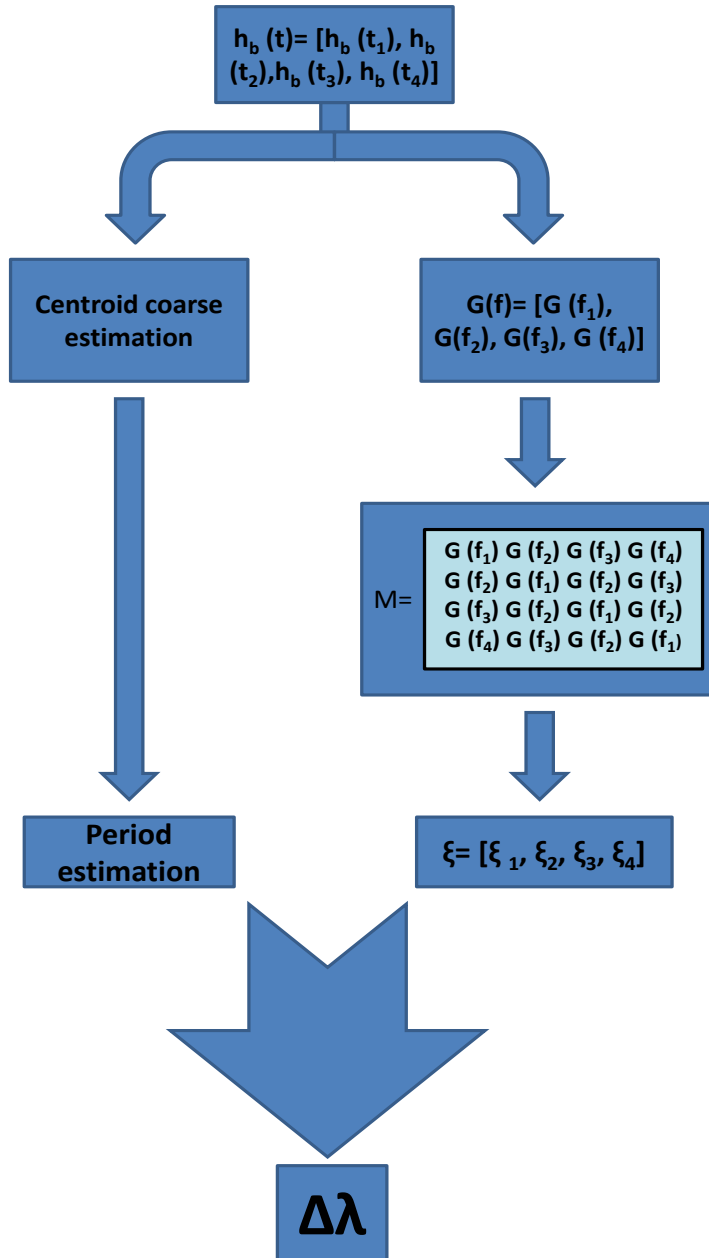 h_b (t)= [h_b (t_1), h_b
(t_2),h_b (t_3), h_b (t_4)]
Centroid coarse
estimation
G(f)= [G (f_1),
G(f_2), G(f_3), G (f_4)]
M=
G (f_1) G (f_2) G (f_3) G (f_4)
G (f_2) G (f_1) G (f_2) G (f_3)
G (f_3) G (f_2) G (f_1) G (f_2)
G (f_4) G (f_3) G (f_2) G (f_1)
Period
estimation
ξ= [ξ_1, ξ_2, ξ_3, ξ_4]
Δλ